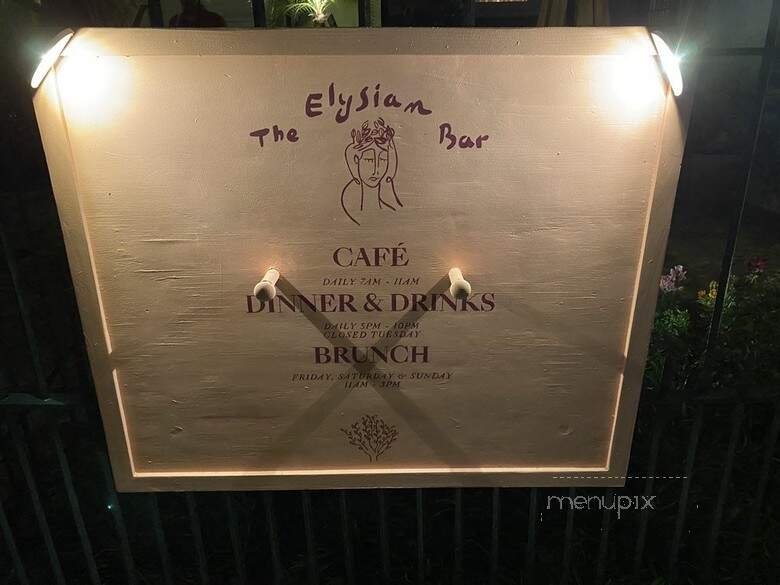 The Elysian Bar
CAFÉ
DAILY 7AM - 11AM
DINNER & DRINKS
DAILY 5PM - 10PM
CLOSED TUESDAY
BRUNCH
FRIDAY, SATURDAY & SUNDAY
11AM - 3PM
menupix